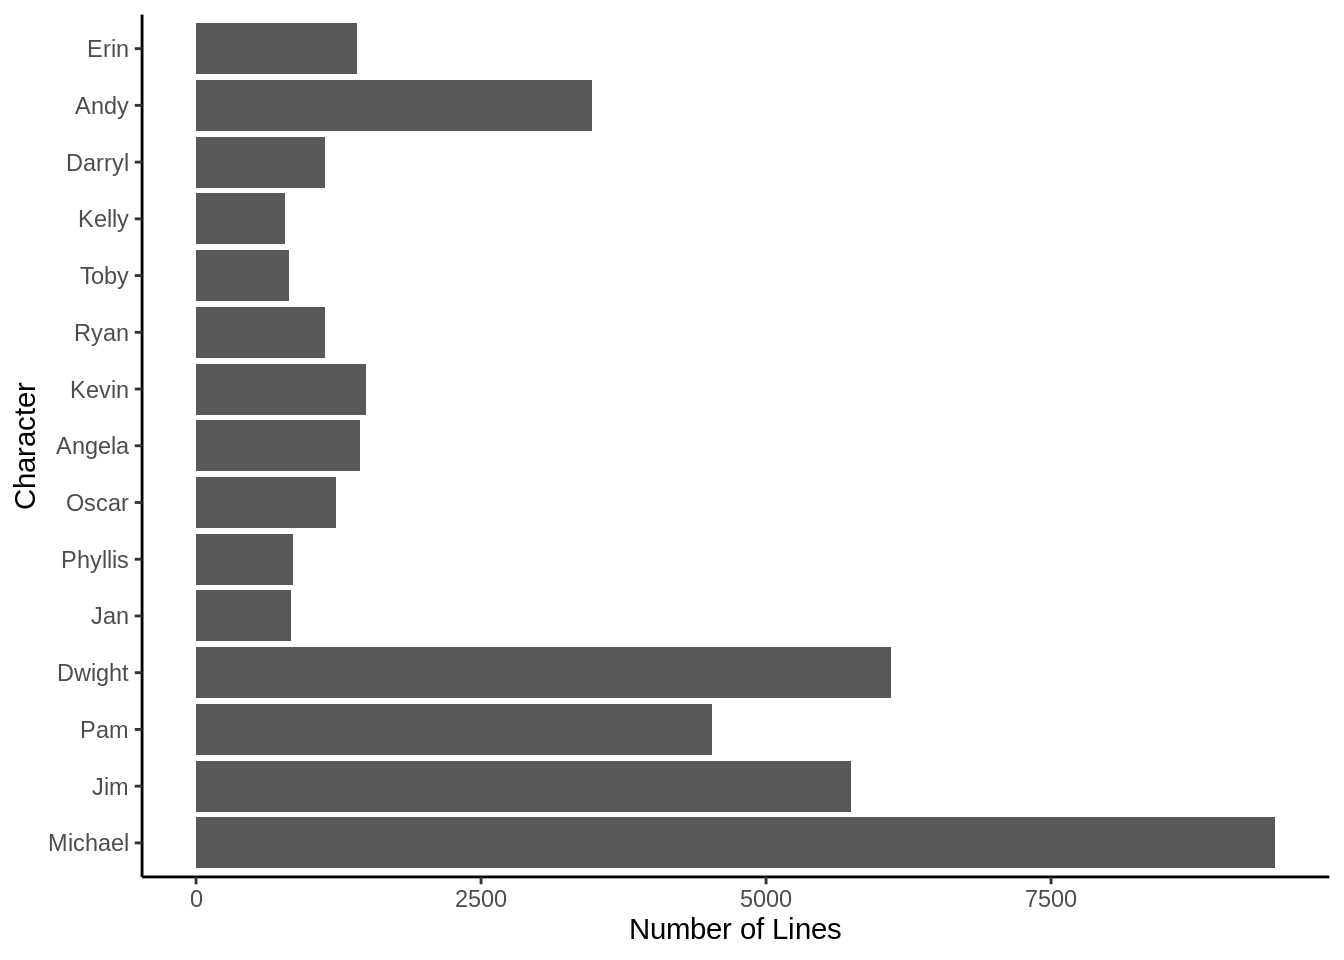 Erin
Andy
Darryl
Kelly
Toby
Ryan
Kevin
Angela
Oscar
Phyllis
Jan
Dwight
Pam
Jim
Michael
Character
0 2500 5000 7500
Number of Lines